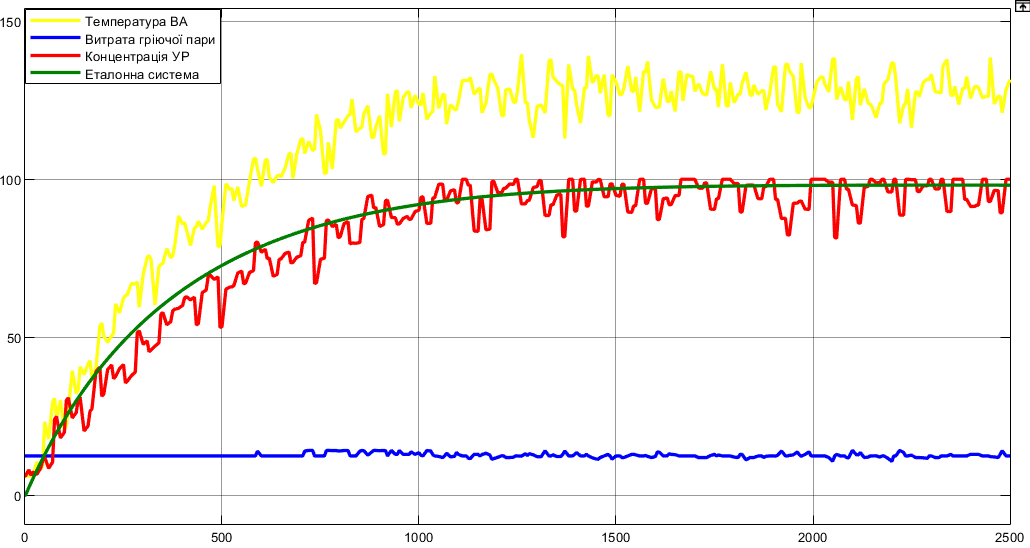 150
Температура ВА
Витрата гріючої пари
Концентрація УР
Еталонна система
100
50
0
0 500 1000 1500 2000 2500